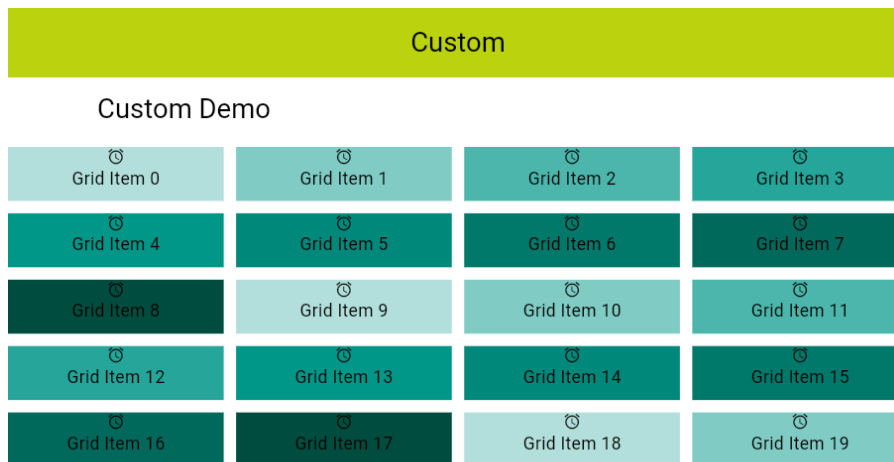 Custom
Custom Demo
Grid Item 0
Grid Item 1
Grid Item 2
Grid Item 3
Grid Item 4
Grid Item 5
Grid Item 6
Grid Item 7
Grid Item 8
Grid Item 9
Grid Item 10
Grid Item 11
Grid Item 12
Grid Item 13
Grid Item 14
Grid Item 15
Grid Item 16
Grid Item 17
Grid Item 18
Grid Item 19